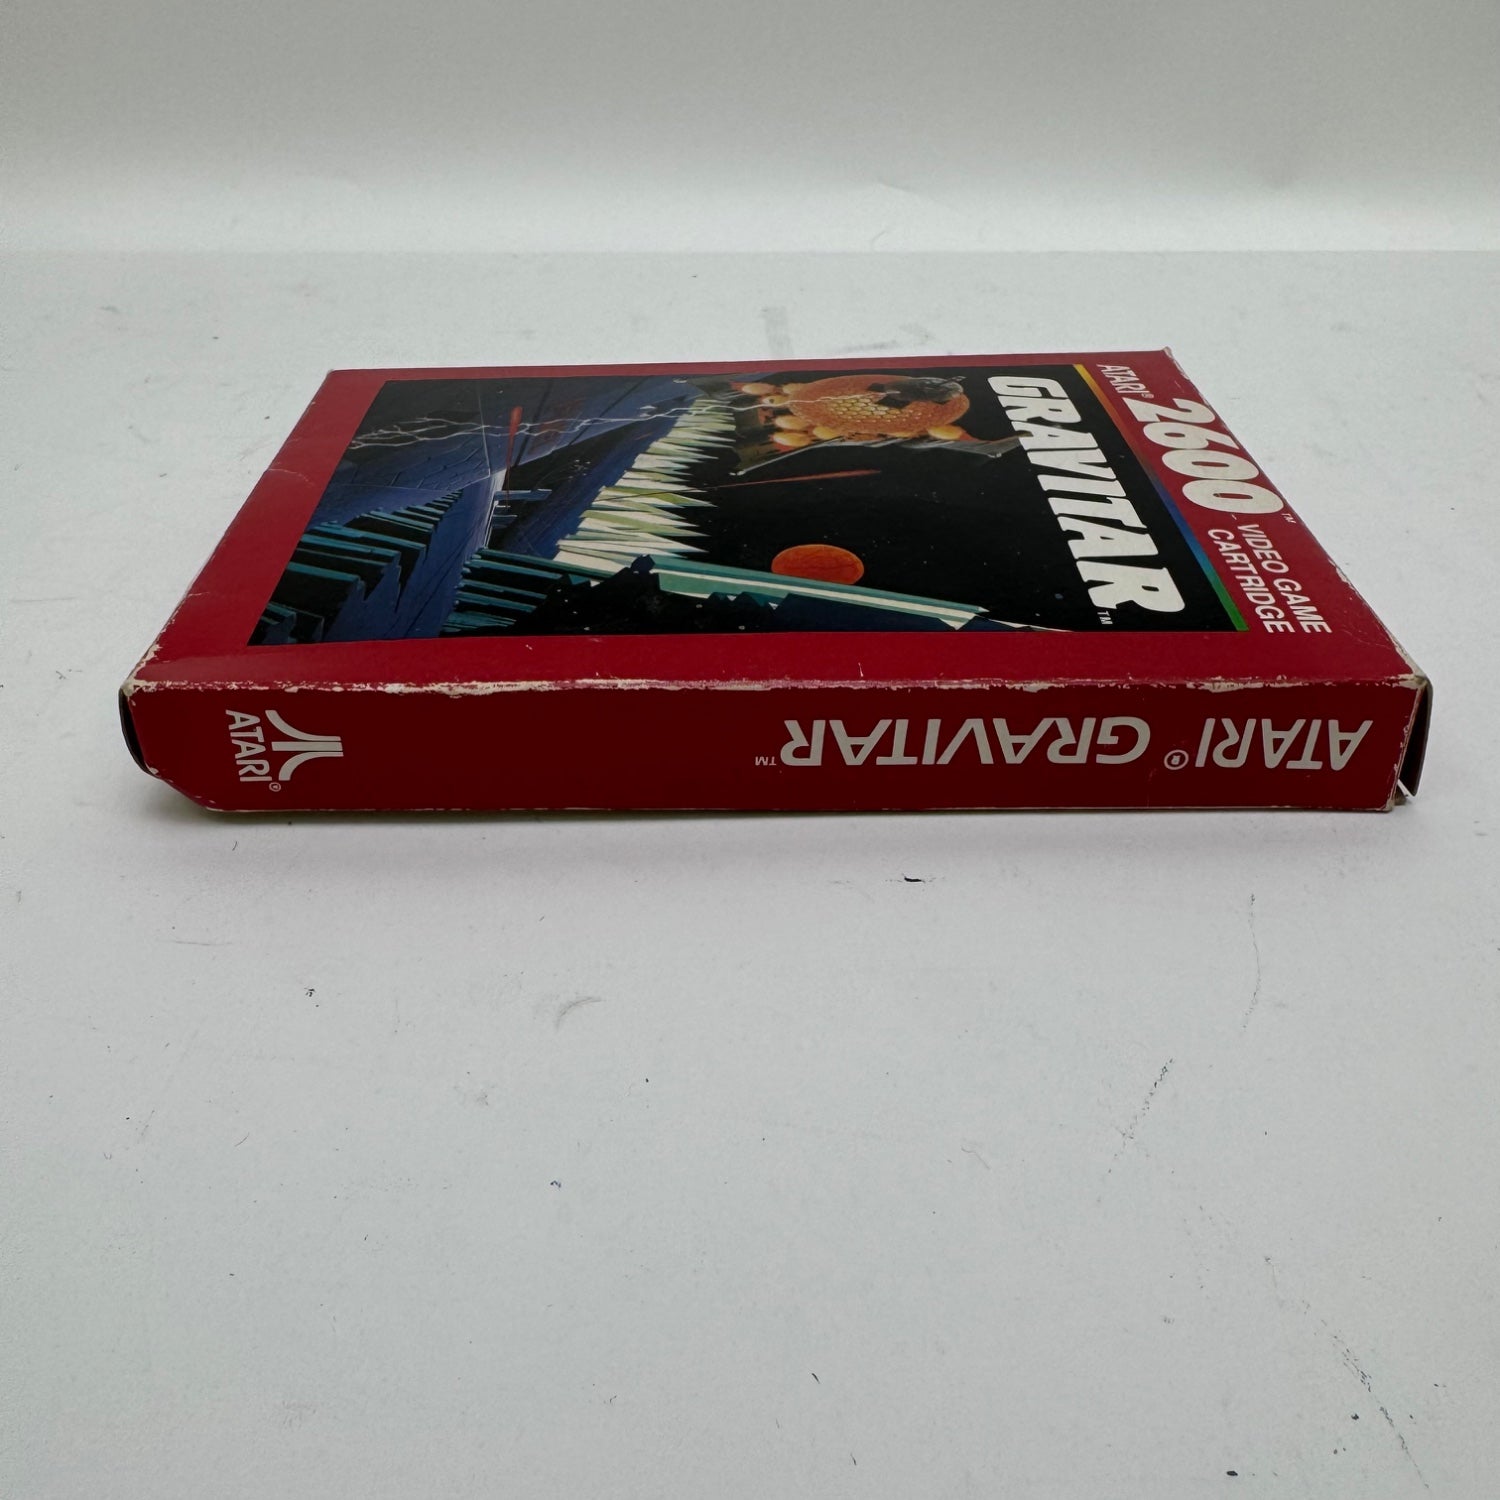 ATARI® 2600™ VIDEO GAME
CARTRIDGE
GRAVITAR™
ATARI® GRAVITAR™
ATARI®